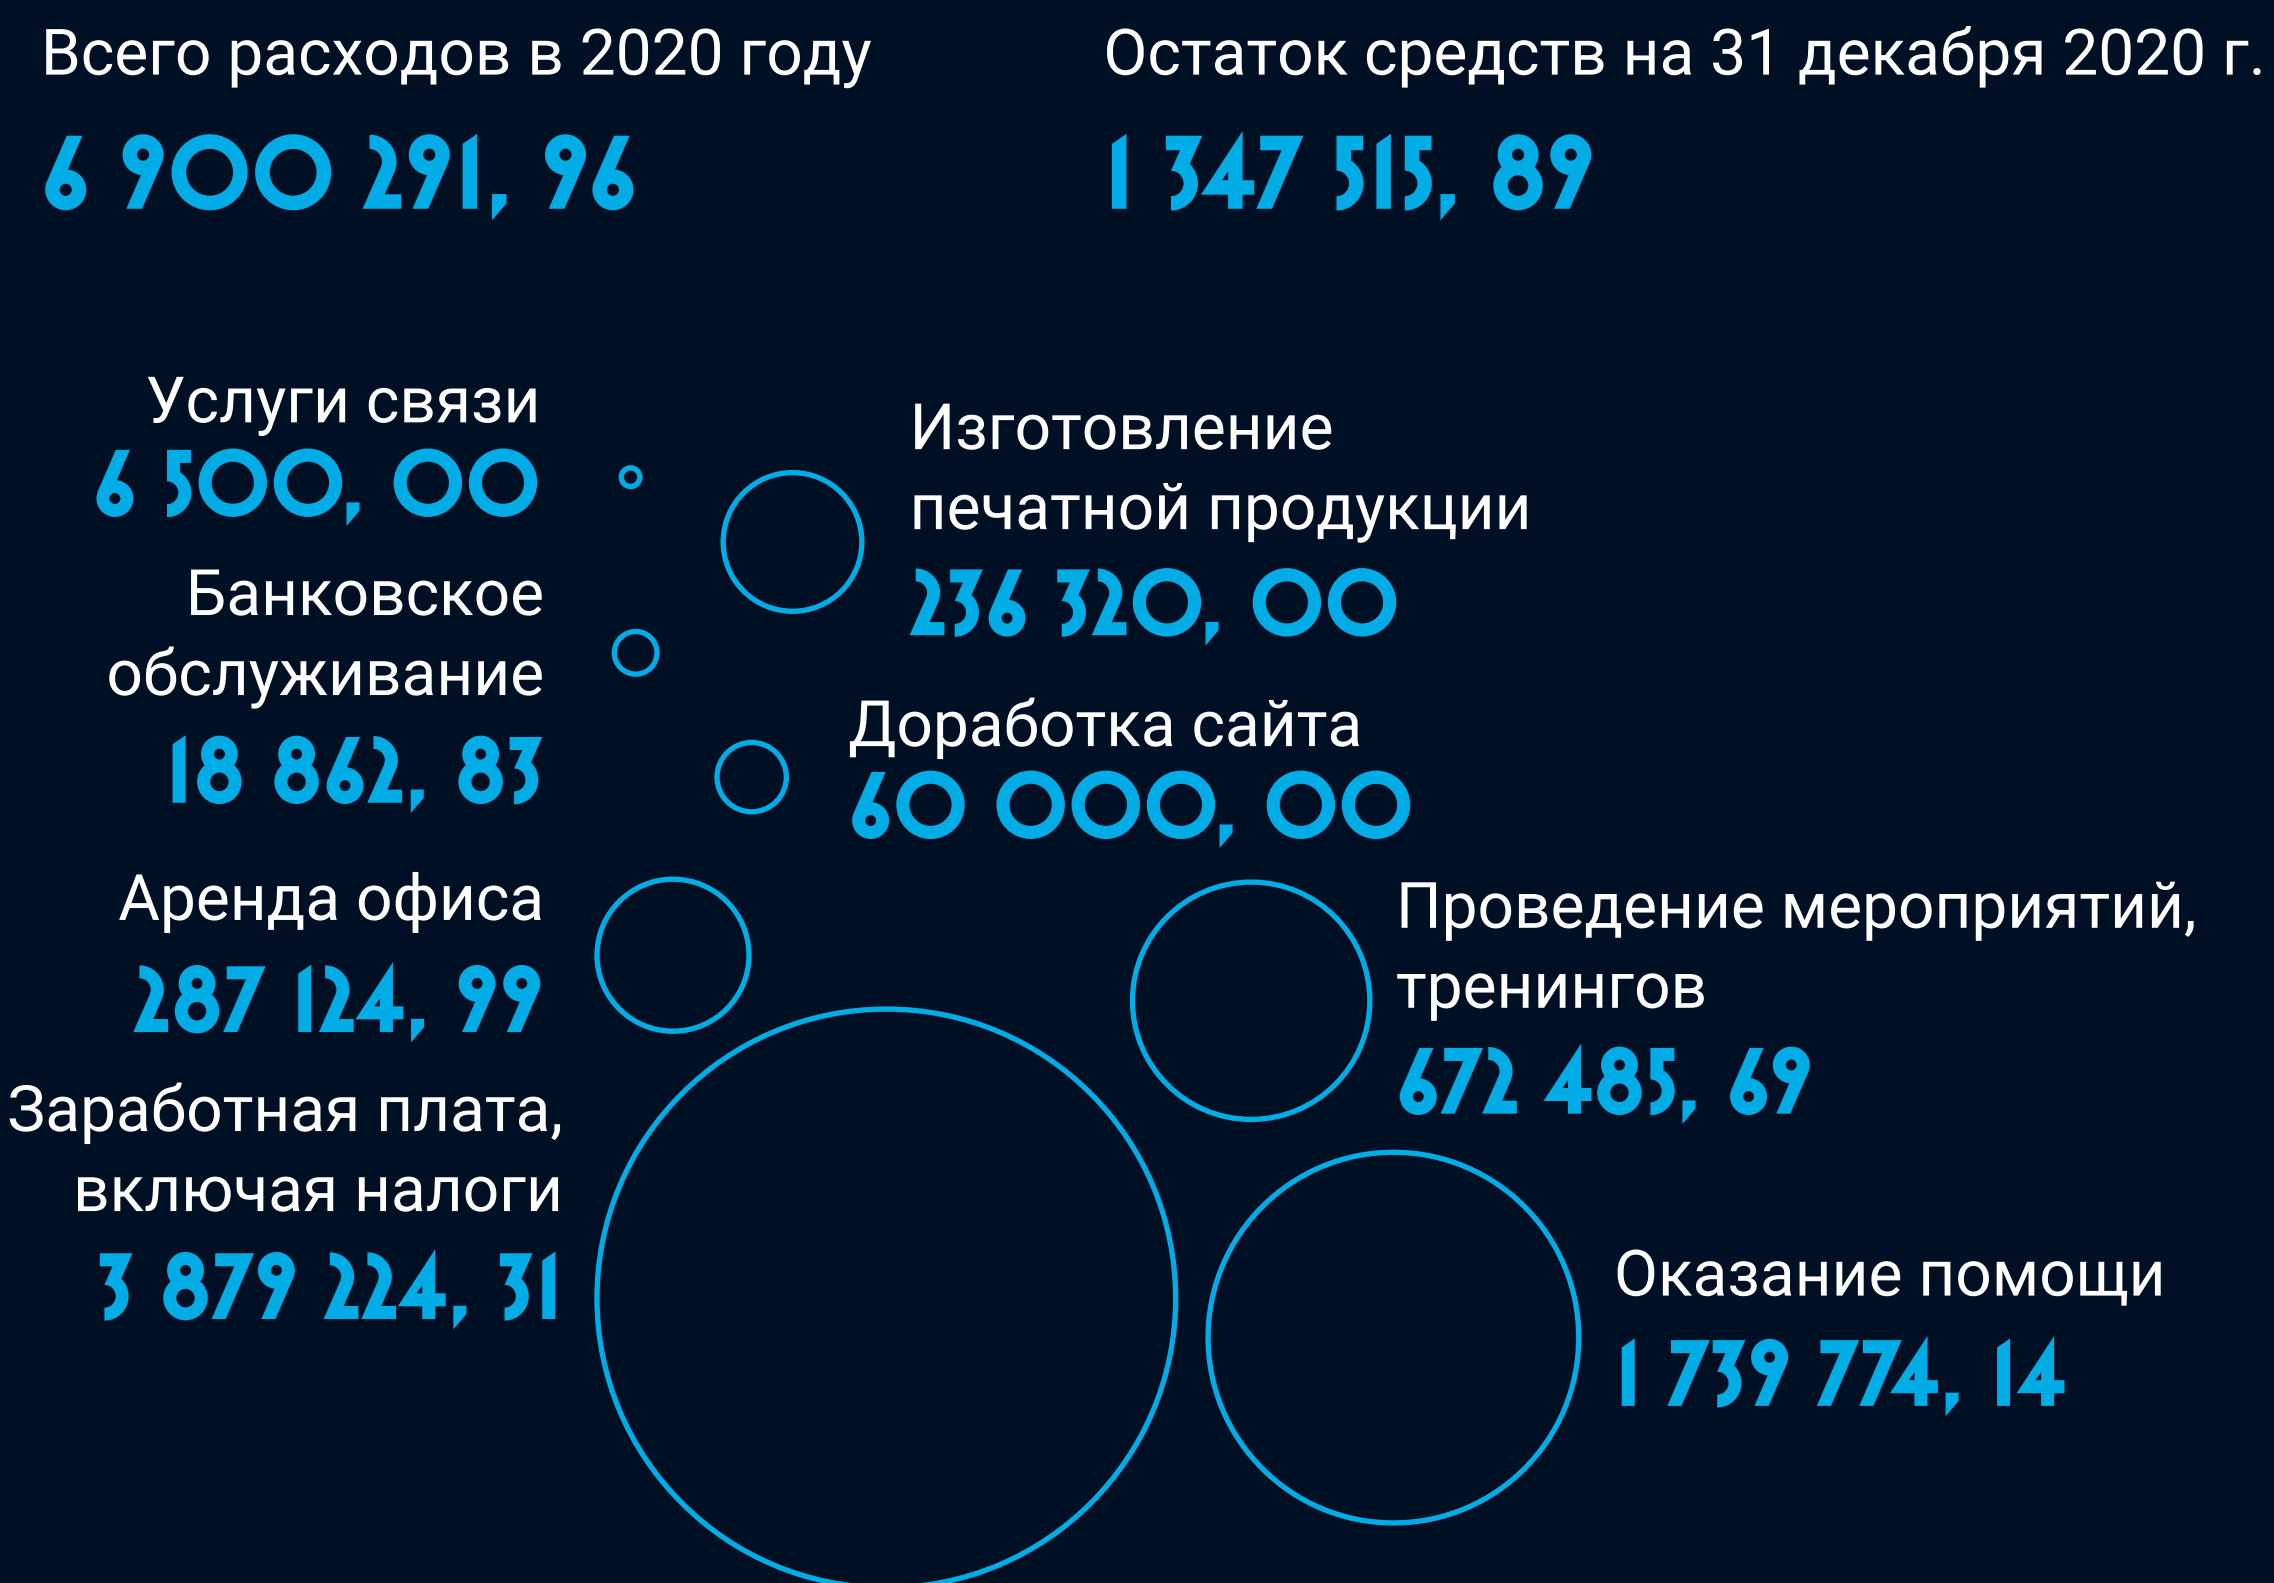 Всего расходов в 2020 году
6 900 291, 96
Остаток средств на 31 декабря 2020 г.
1 347 515, 89
Услуги связи
6 500, 00
Банковское
обслуживание
18 862, 83
Аренда офиса
287 124, 99
Заработная плата,
включая налоги
3 879 224, 31
Изготовление
печатной продукции
236 320, 00
Доработка сайта
60 000, 00
Проведение мероприятий,
тренингов
672 485, 69
Оказание помощи
1 739 774, 14